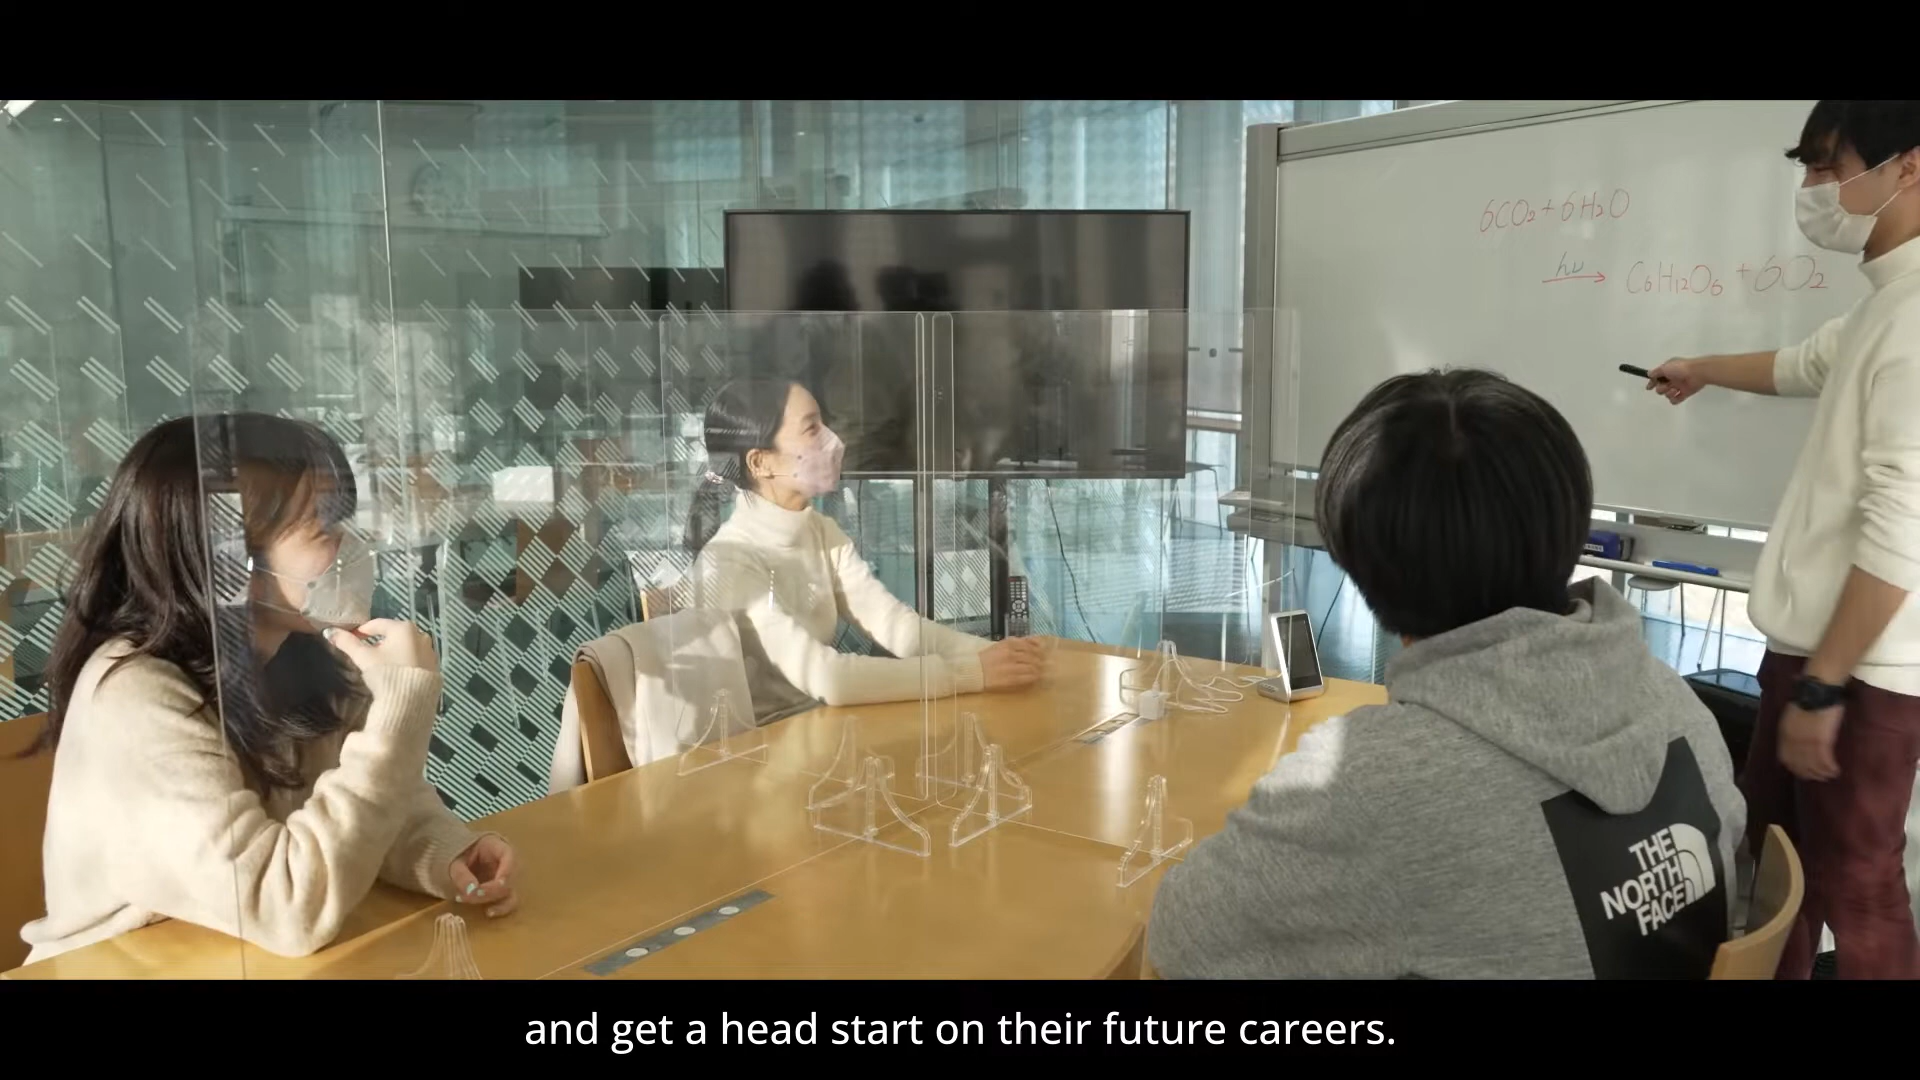 6CO₂+6H₂O
hν
C₆H₁₂O₆ + 6O₂
THE
NORTH
FACE
and get a head start on their future careers.